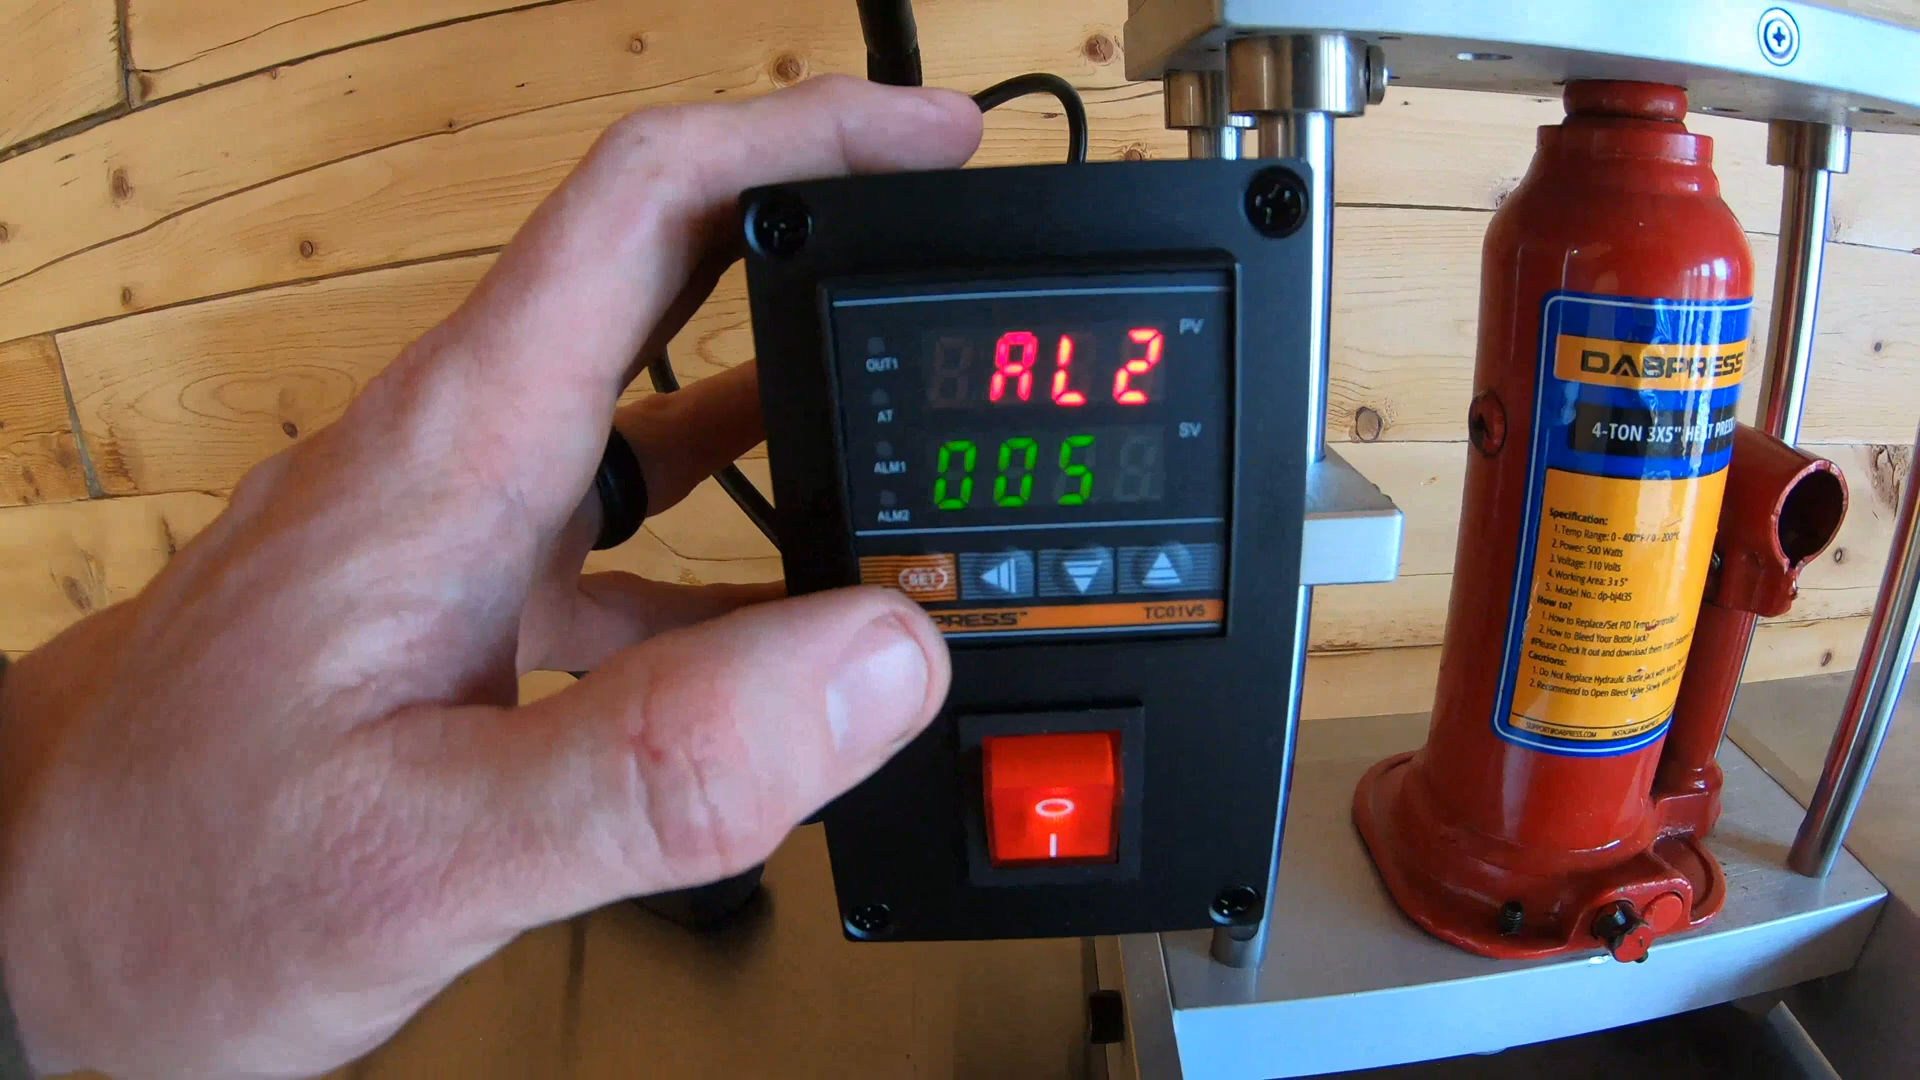 AL2
PV
OUT1
AT
SV
005
ALM1
ALM2
SET
PRESS™
TC01V5
DABPRESS
4-TON 3X5" HEAT PRESS
Specification:
1. Temp Range: 0 - 400°F / 0 - 200°C
2. Power: 500 Watts
3. Voltage: 110 Volts
4. Working Area: 3 x 5"
5. Model No.: dp-bj4t35
How to?
1. How to Replace/Set PID Temp Controller?
2. How to Bleed Your Bottle Jack?
#Please Check it out and download them from
Cautions:
1. Do Not Replace Hydraulic Bottle Jack with More
2. Recommend to Open Bleed Valve Slowly
SUPPORT@DABPRESS.COM